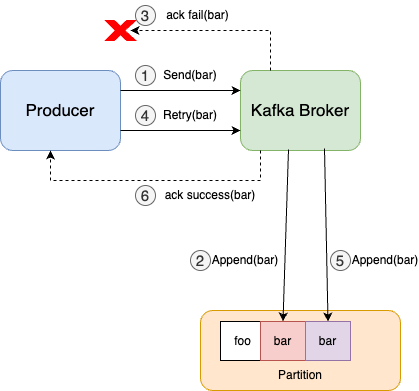 3 ack fail(bar)
1 Send(bar)
Producer
Kafka Broker
4 Retry(bar)
6 ack success(bar)
2 Append(bar)
5 Append(bar)
foo bar bar
Partition